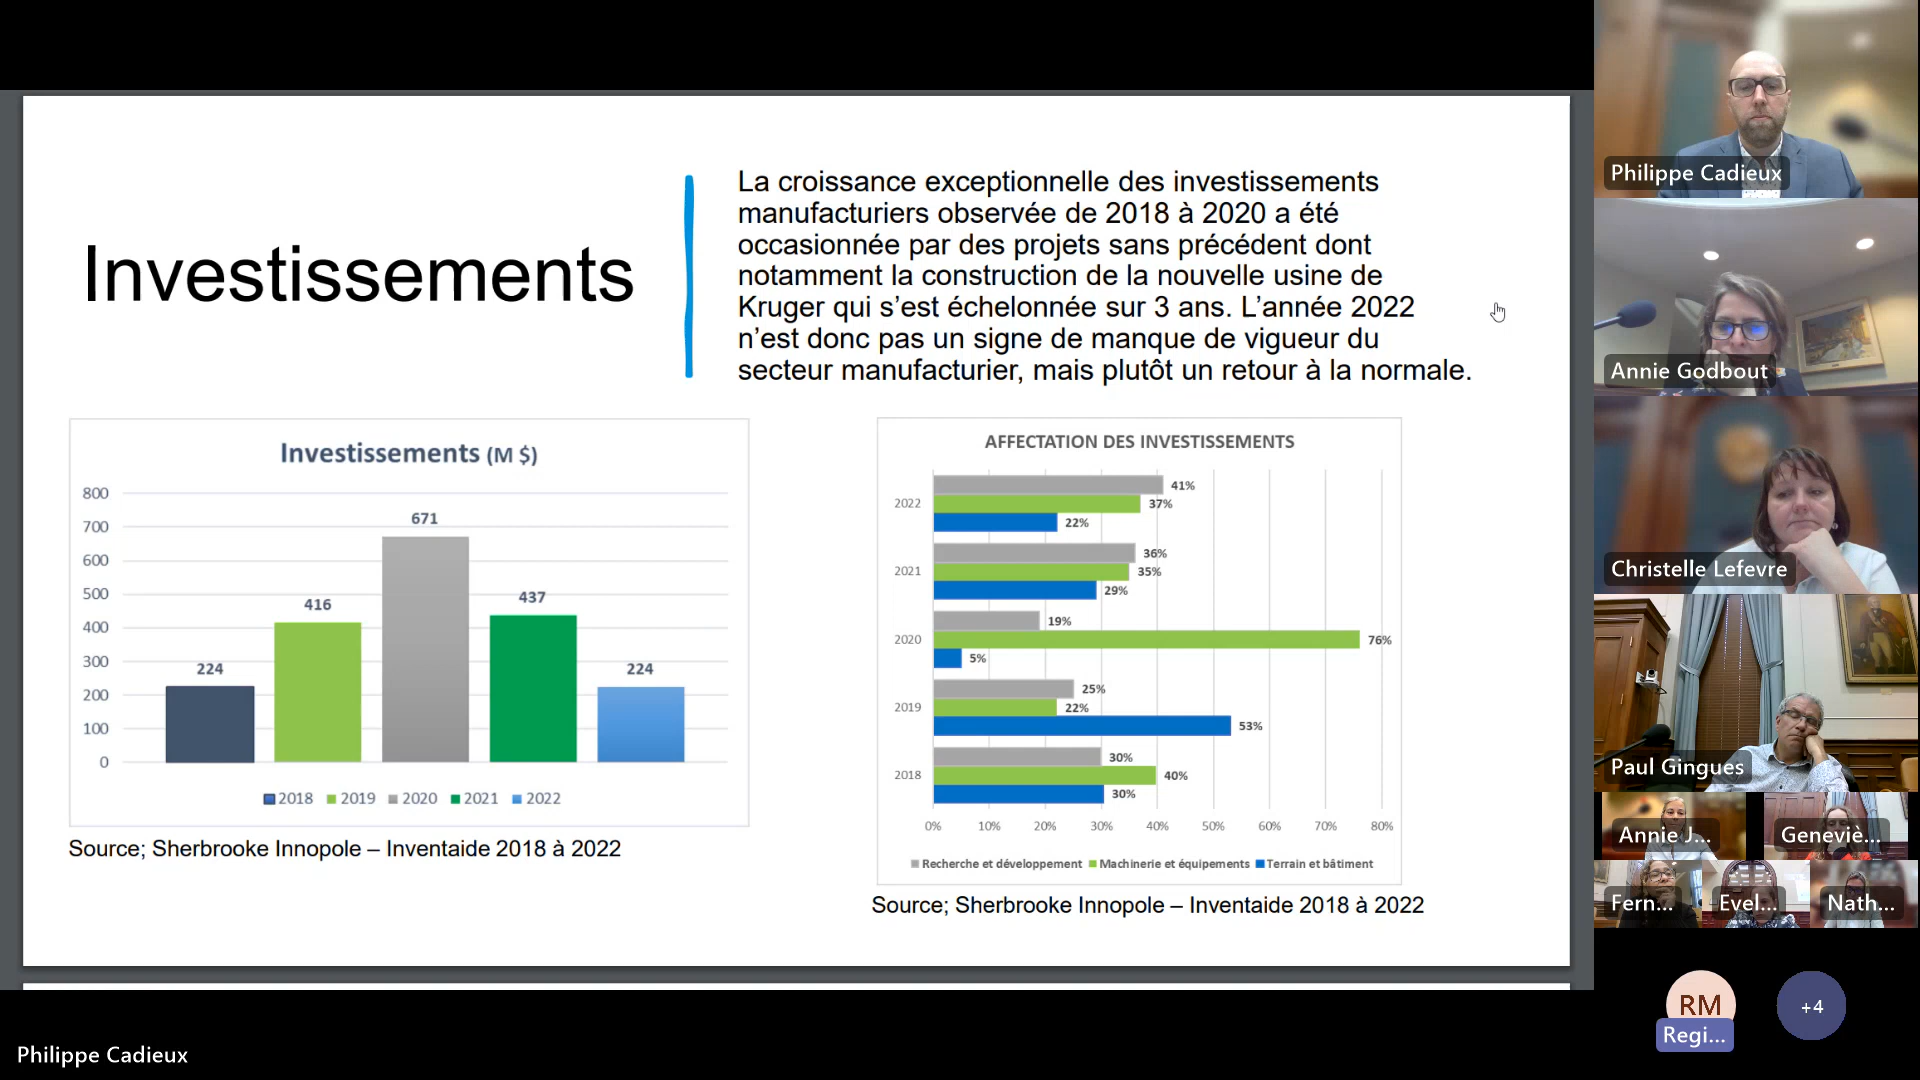 Investissements
La croissance exceptionnelle des investissements
manufacturiers observée de 2018 à 2020 a été
occasionnée par des projets sans précédent dont
notamment la construction de la nouvelle usine de
Kruger qui s’est échelonnée sur 3 ans. L’année 2022
n’est donc pas un signe de manque de vigueur du
secteur manufacturier, mais plutôt un retour à la normale.
Investissements (M $)
800
700
600
500
400
300
200
100
0
224
416
671
437
224
2018 2019 2020 2021 2022
Source; Sherbrooke Innopole – Inventaide 2018 à 2022
AFFECTATION DES INVESTISSEMENTS
2022
41%
37%
22%
2021
36%
35%
29%
2020
19%
76%
5%
2019
25%
22%
53%
2018
30%
40%
30%
0% 10% 20% 30% 40% 50% 60% 70% 80%
Recherche et développement Machinerie et équipements Terrain et bâtiment
Source; Sherbrooke Innopole – Inventaide 2018 à 2022
Philippe Cadieux
Annie Godbout
Christelle Lefevre
Paul Gingues
Annie J...
Geneviè...
Fern...
Evel...
Nath...
RM
Regi...
+4
Philippe Cadieux